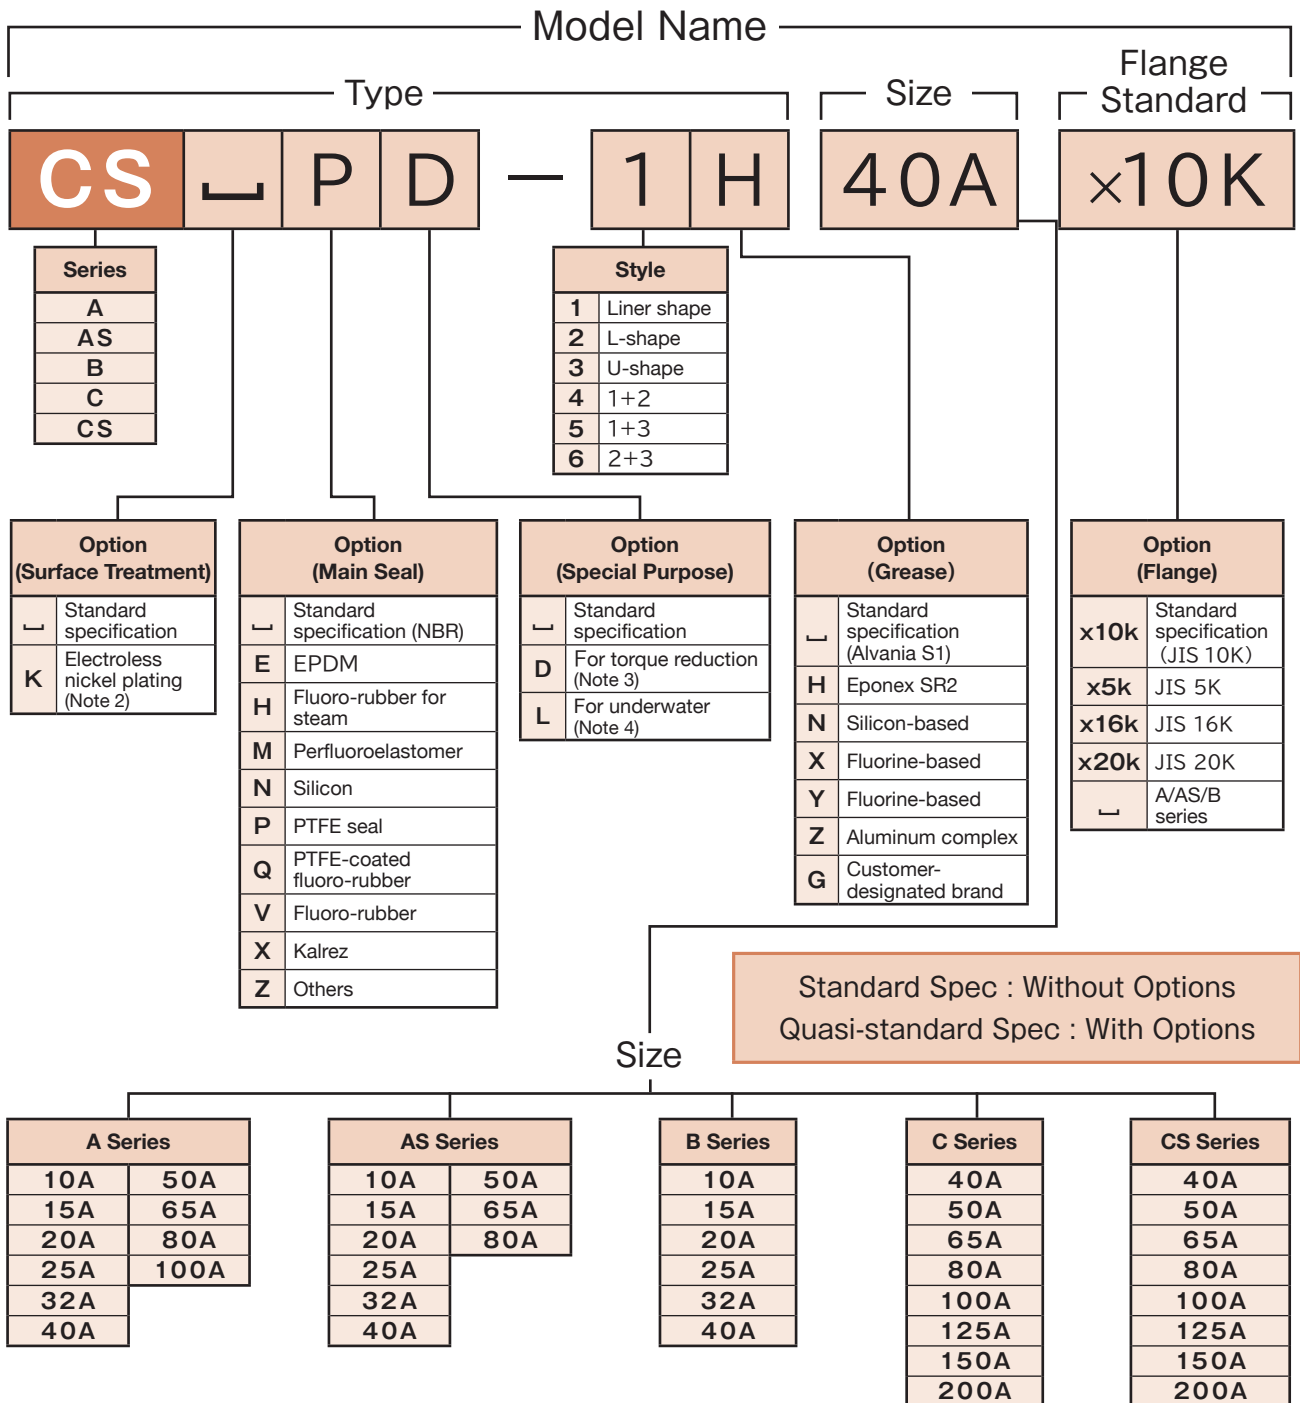 Model Name
Type
Size
Flange
Standard
CS ⎵ P D — 1 H 40A ×10K
Series
A
AS
B
C
CS
Style
1 Liner shape
2 L-shape
3 U-shape
4 1+2
5 1+3
6 2+3
Option
(Surface Treatment)
⎵ Standard
specification
K Electroless
nickel plating
(Note 2)
Option
(Main Seal)
⎵ Standard
specification (NBR)
E EPDM
H Fluoro-rubber for
steam
M Perfluoroelastomer
N Silicon
P PTFE seal
Q PTFE-coated
fluoro-rubber
V Fluoro-rubber
X Kalrez
Z Others
Option
(Special Purpose)
⎵ Standard
specification
D For torque reduction
(Note 3)
L For underwater
(Note 4)
Option
(Grease)
⎵ Standard
specification
(Alvania S1)
H Eponex SR2
N Silicon-based
X Fluorine-based
Y Fluorine-based
Z Aluminum complex
G Customer-
designated brand
Option
(Flange)
x10k Standard
specification
(JIS 10K)
x5k JIS 5K
x16k JIS 16K
x20k JIS 20K
⎵ A/AS/B
series
Standard Spec : Without Options
Quasi-standard Spec : With Options
Size
A Series
10A 50A
15A 65A
20A 80A
25A 100A
32A
40A
AS Series
10A 50A
15A 65A
20A 80A
25A
32A
40A
B Series
10A
15A
20A
25A
32A
40A
C Series
40A
50A
65A
80A
100A
125A
150A
200A
CS Series
40A
50A
65A
80A
100A
125A
150A
200A